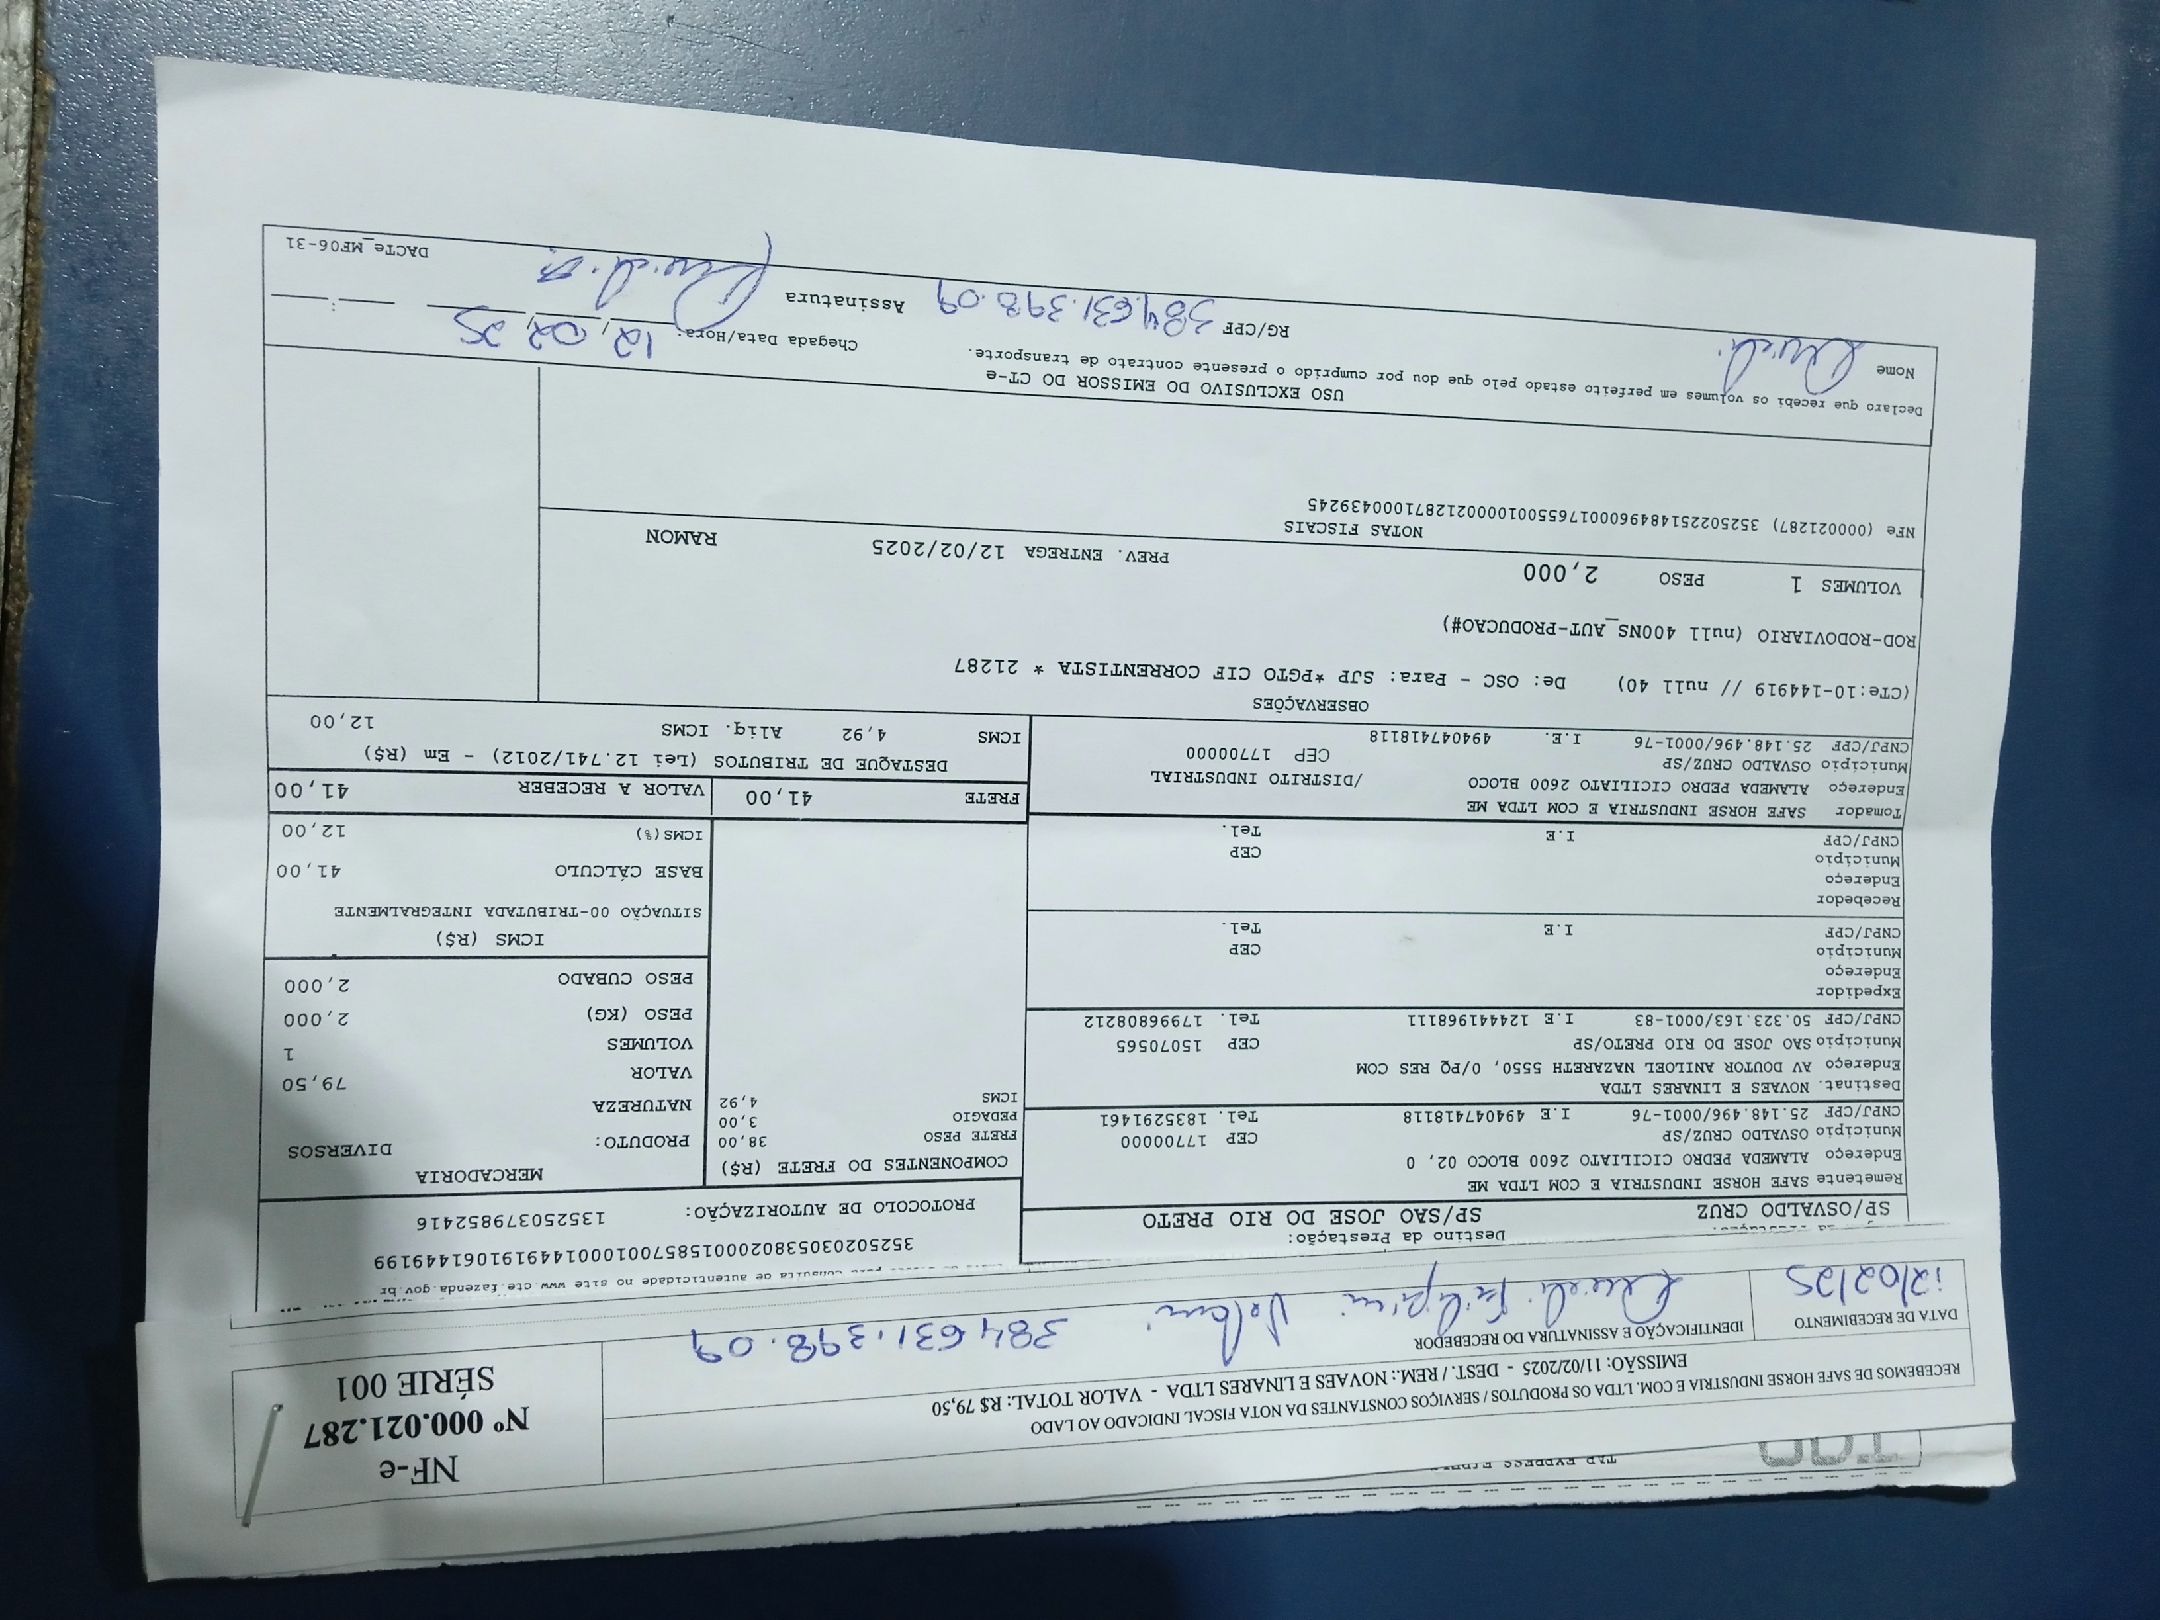 RECEBEMOS DE SAFE HORSE INDUSTRIA E COM. LTDA OS PRODUTOS / SERVIÇOS CONSTANTES DA NOTA FISCAL INDICADO AO LADO
EMISSÃO: 11/02/2025 - DEST. / REM.: NOVAES E LINARES LTDA - VALOR TOTAL: R$ 79,50
NF-e
Nº 000.021.287
SÉRIE 001
DATA DE RECEBIMENTO
IDENTIFICAÇÃO E ASSINATURA DO RECEBEDOR
12/02/25
384.631.398.09
consulta de autenticidade no site www.cte.fazenda.gov.br
Destino da Prestação:
SP/OSVALDO CRUZ SP/SAO JOSE DO RIO PRETO
35250203053802000158570010001449191061449199
PROTOCOLO DE AUTORIZAÇÃO: 135250379852416
Remetente SAFE HORSE INDUSTRIA E COM LTDA ME
Endereço ALAMEDA PEDRO CICILIATO 2600 BLOCO 02, 0
Município OSVALDO CRUZ/SP CEP 17700000
CNPJ/CPF 25.148.496/0001-76 I.E 494047418118 Tel. 1835291461
Destinat. NOVAES E LINARES LTDA
Endereço AV DOUTOR ANILOEL NAZARETH 5550, 0/PQ RES COM
Município SAO JOSE DO RIO PRETO/SP CEP 15070565
CNPJ/CPF 50.323.163/0001-83 I.E 124441968111 Tel. 17996808212
Expedidor
Endereço
Município CEP
CNPJ/CPF I.E Tel.
Recebedor
Endereço
Município CEP
CNPJ/CPF I.E Tel.
Tomador SAFE HORSE INDUSTRIA E COM LTDA ME
Endereço ALAMEDA PEDRO CICILIATO 2600 BLOCO /DISTRITO INDUSTRIAL
Município OSVALDO CRUZ/SP CEP 17700000
CNPJ/CPF 25.148.496/0001-76 I.E. 494047418118
COMPONENTES DO FRETE (R$)
FRETE PESO 38,00
PEDAGIO 3,00
ICMS 4,92
MERCADORIA
PRODUTO: DIVERSOS
NATUREZA
VALOR 79,50
VOLUMES 1
PESO (KG) 2,000
PESO CUBADO 2,000
ICMS (R$)
SITUAÇÃO 00-TRIBUTADA INTEGRALMENTE
BASE CÁLCULO 41,00
ICMS(%) 12,00
FRETE 41,00 VALOR A RECEBER 41,00
DESTAQUE DE TRIBUTOS (Lei 12.741/2012) - Em (R$)
ICMS 4,92 Aliq. ICMS 12,00
OBSERVAÇÕES
(CTe:10-144919 // null 40) De: OSC - Para: SJP *PGTO CIF CORRENTISTA * 21287
ROD-RODOVIARIO (null 400NS_AUT-PRODUCAO#)
VOLUMES 1 PESO 2,000 PREV. ENTREGA 12/02/2025 RAMON
NOTAS FISCAIS
NFe (000021287) 35250225148496000176550010000212871000439245
USO EXCLUSIVO DO EMISSOR DO CT-e
Declaro que recebi os volumes em perfeito estado pelo que dou por cumprido o presente contrato de transporte.
Chegada Data/Hora: 12,02,25
Nome
RG/CPF 384.631.398.09
Assinatura
DACTe_MF06-31